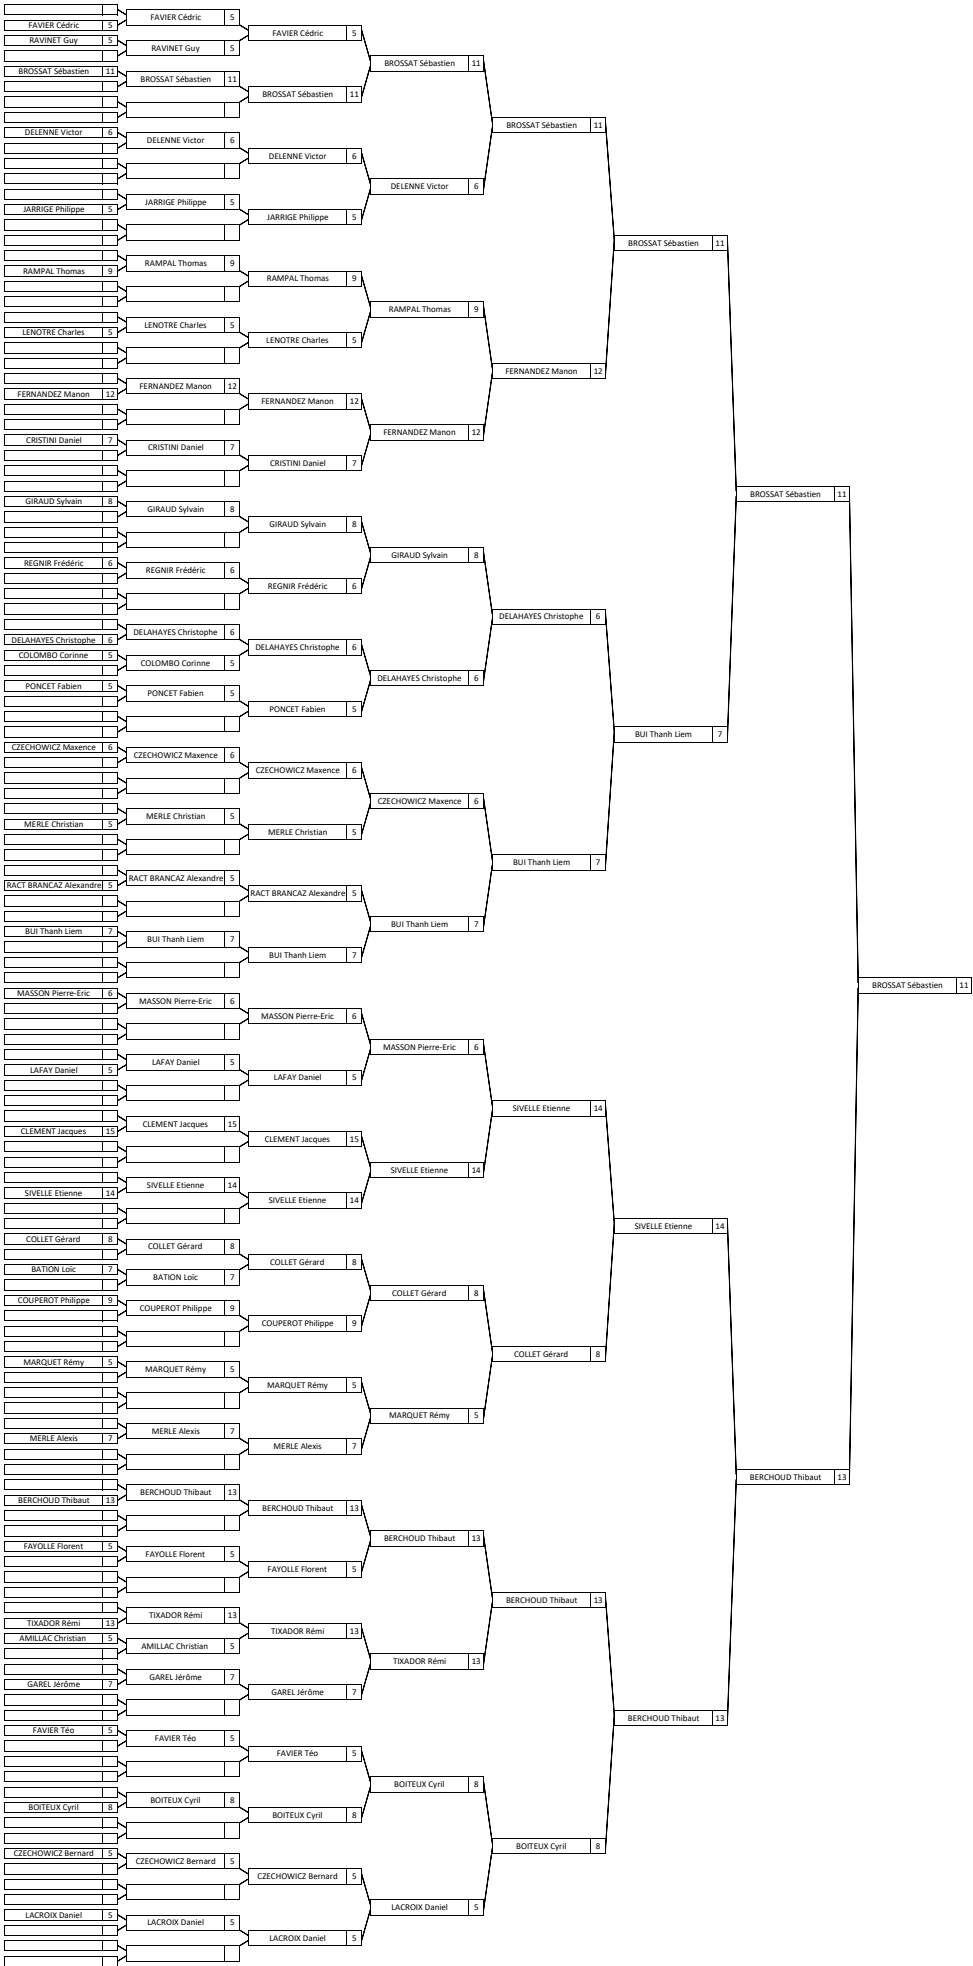 FAVIER Cédric 5
RAVINET Guy 5
BROSSAT Sébastien 11
DELENNE Victor 6
JARRIGE Philippe 5
RAMPAL Thomas 9
LENOTRE Charles 5
FERNANDEZ Manon 12
CRISTINI Daniel 7
GIRAUD Sylvain 8
REGNIR Frédéric 6
DELAHAYES Christophe 6
COLOMBO Corinne 5
PONCET Fabien 5
CZECHOWICZ Maxence 6
MERLE Christian 5
RACT BRANCAZ Alexandre 5
BUI Thanh Liem 7
MASSON Pierre-Eric 6
LAFAY Daniel 5
CLEMENT Jacques 15
SIVELLE Etienne 14
COLLET Gérard 8
BATION Loïc 7
COUPEROT Philippe 9
MARQUET Rémy 5
MERLE Alexis 7
BERCHOUD Thibaut 13
FAYOLLE Florent 5
TIXADOR Rémi 13
AMILLAC Christian 5
GAREL Jérôme 7
FAVIER Téo 5
BOITEUX Cyril 8
CZECHOWICZ Bernard 5
LACROIX Daniel 5
FAVIER Cédric 5
RAVINET Guy 5
BROSSAT Sébastien 11
DELENNE Victor 6
JARRIGE Philippe 5
RAMPAL Thomas 9
LENOTRE Charles 5
FERNANDEZ Manon 12
CRISTINI Daniel 7
GIRAUD Sylvain 8
REGNIR Frédéric 6
DELAHAYES Christophe 6
COLOMBO Corinne 5
PONCET Fabien 5
CZECHOWICZ Maxence 6
MERLE Christian 5
RACT BRANCAZ Alexandre 5
BUI Thanh Liem 7
MASSON Pierre-Eric 6
LAFAY Daniel 5
CLEMENT Jacques 15
SIVELLE Etienne 14
COLLET Gérard 8
BATION Loïc 7
COUPEROT Philippe 9
MARQUET Rémy 5
MERLE Alexis 7
BERCHOUD Thibaut 13
FAYOLLE Florent 5
TIXADOR Rémi 13
AMILLAC Christian 5
GAREL Jérôme 7
FAVIER Téo 5
BOITEUX Cyril 8
CZECHOWICZ Bernard 5
LACROIX Daniel 5
FAVIER Cédric 5
BROSSAT Sébastien 11
DELENNE Victor 6
JARRIGE Philippe 5
RAMPAL Thomas 9
LENOTRE Charles 5
FERNANDEZ Manon 12
CRISTINI Daniel 7
GIRAUD Sylvain 8
REGNIR Frédéric 6
DELAHAYES Christophe 6
PONCET Fabien 5
CZECHOWICZ Maxence 6
MERLE Christian 5
RACT BRANCAZ Alexandre 5
BUI Thanh Liem 7
MASSON Pierre-Eric 6
LAFAY Daniel 5
CLEMENT Jacques 15
SIVELLE Etienne 14
COLLET Gérard 8
COUPEROT Philippe 9
MARQUET Rémy 5
MERLE Alexis 7
BERCHOUD Thibaut 13
FAYOLLE Florent 5
TIXADOR Rémi 13
GAREL Jérôme 7
FAVIER Téo 5
BOITEUX Cyril 8
CZECHOWICZ Bernard 5
LACROIX Daniel 5
BROSSAT Sébastien 11
DELENNE Victor 6
RAMPAL Thomas 9
FERNANDEZ Manon 12
GIRAUD Sylvain 8
DELAHAYES Christophe 6
CZECHOWICZ Maxence 6
BUI Thanh Liem 7
MASSON Pierre-Eric 6
SIVELLE Etienne 14
COLLET Gérard 8
MARQUET Rémy 5
BERCHOUD Thibaut 13
TIXADOR Rémi 13
BOITEUX Cyril 8
LACROIX Daniel 5
BROSSAT Sébastien 11
FERNANDEZ Manon 12
DELAHAYES Christophe 6
BUI Thanh Liem 7
SIVELLE Etienne 14
COLLET Gérard 8
BERCHOUD Thibaut 13
BOITEUX Cyril 8
BROSSAT Sébastien 11
BUI Thanh Liem 7
SIVELLE Etienne 14
BERCHOUD Thibaut 13
BROSSAT Sébastien 11
BERCHOUD Thibaut 13
BROSSAT Sébastien 11